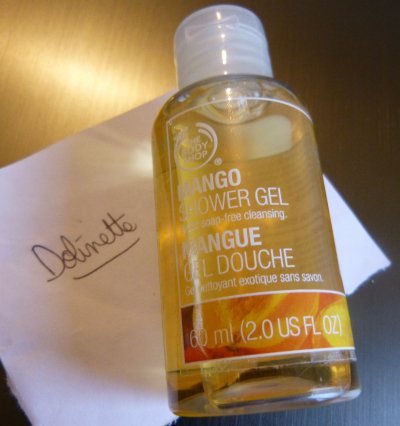 Dolinette
THE
BODY
SHOP®
MANGO
SHOWER GEL
soap-free cleansing.
MANGUE
GEL DOUCHE
Gel nettoyant exotique sans savon.
60 ml (2.0 US FL OZ)